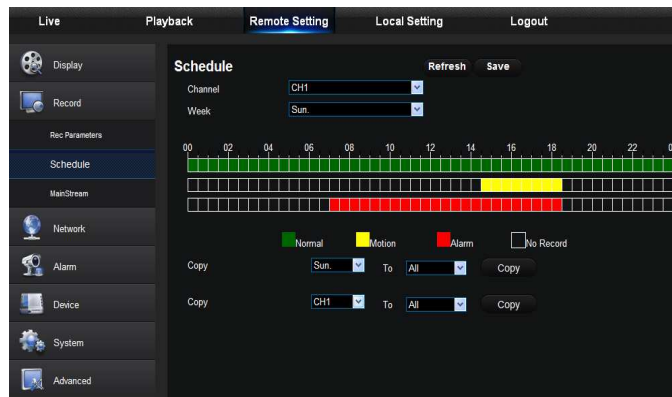 Live Playback Remote Setting Local Setting Logout
Display
Record
Rec Parameters
Schedule
MainStream
Network
Alarm
Device
System
Advanced
Schedule Refresh Save
Channel CH1
Week Sun.
00 02 04 06 08 10 12 14 16 18 20 22
Normal Motion Alarm No Record
Copy Sun. To All Copy
Copy CH1 To All Copy